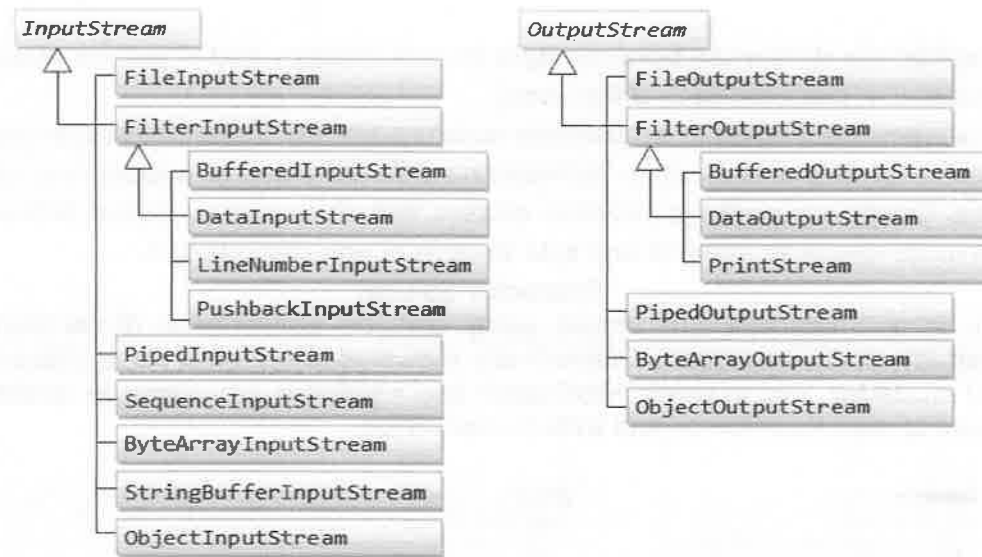 InputStream
FileInputStream
FilterInputStream
BufferedInputStream
DataInputStream
LineNumberInputStream
PushbackInputStream
PipedInputStream
SequenceInputStream
ByteArrayInputStream
StringBufferInputStream
ObjectInputStream
OutputStream
FileOutputStream
FilterOutputStream
BufferedOutputStream
DataOutputStream
PrintStream
PipedOutputStream
ByteArrayOutputStream
ObjectOutputStream